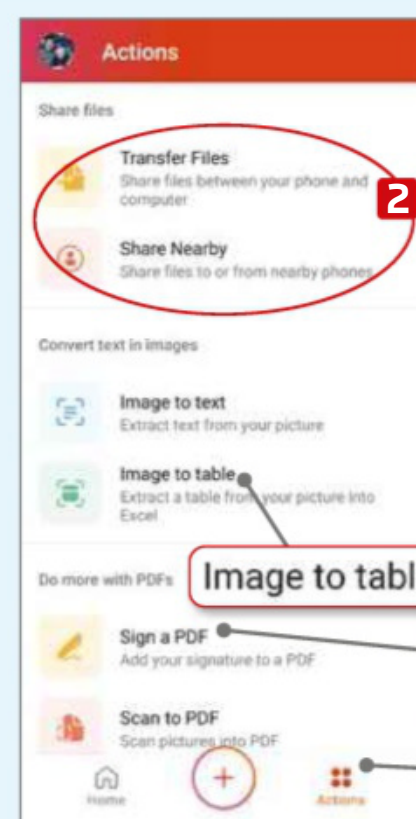 Actions
Share files
Transfer Files
Share files between your phone and
computer
2
Share Nearby
Share files to or from nearby phones
Convert text in images
Image to text
Extract text from your picture
Image to table
Extract a table from your picture into
Excel
Image to tabl
Do more with PDFs
Sign a PDF
Add your signature to a PDF
Scan to PDF
Scan pictures into PDF
Home
Actions